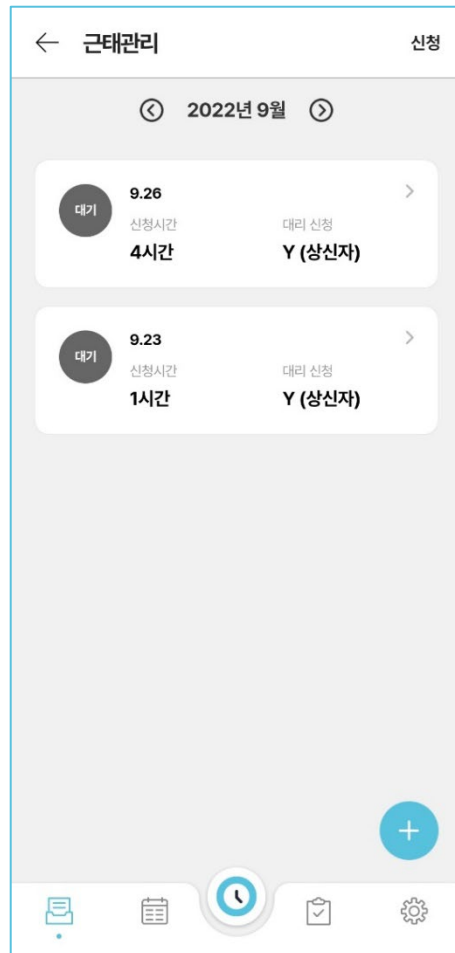 근태관리 신청
2022년 9월
대기
9.26
신청시간 대리 신청
4시간 Y (상신자)
대기
9.23
신청시간 대리 신청
1시간 Y (상신자)